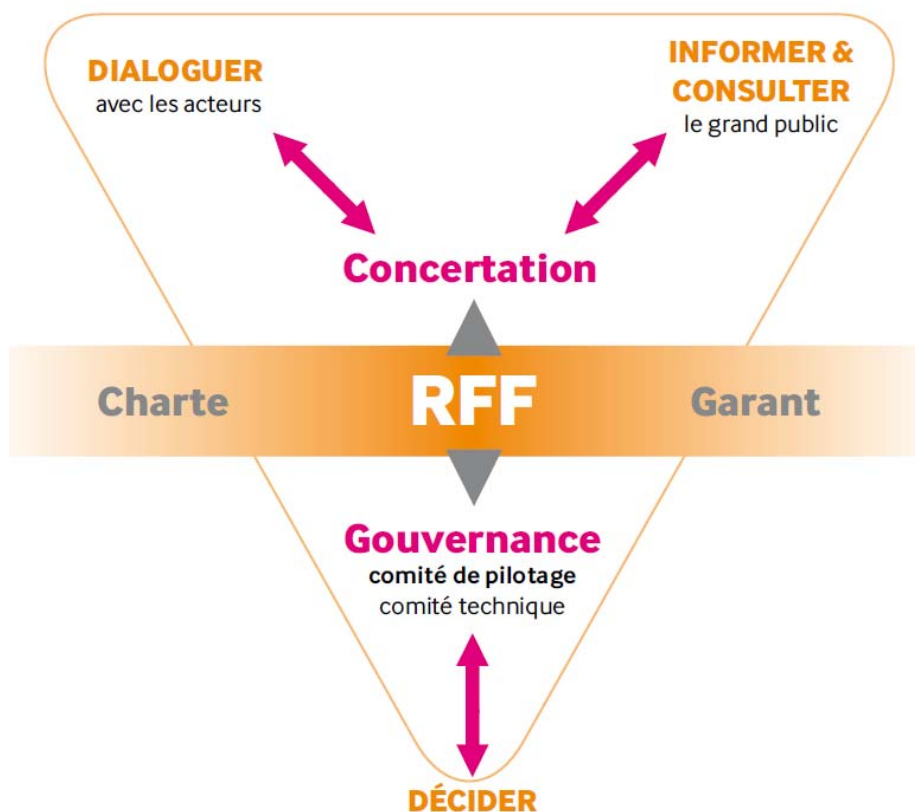 DIALOGUER
avec les acteurs
INFORMER &
CONSULTER
le grand public
Concertation
Charte
RFF
Garant
Gouvernance
comité de pilotage
comité technique
DÉCIDER